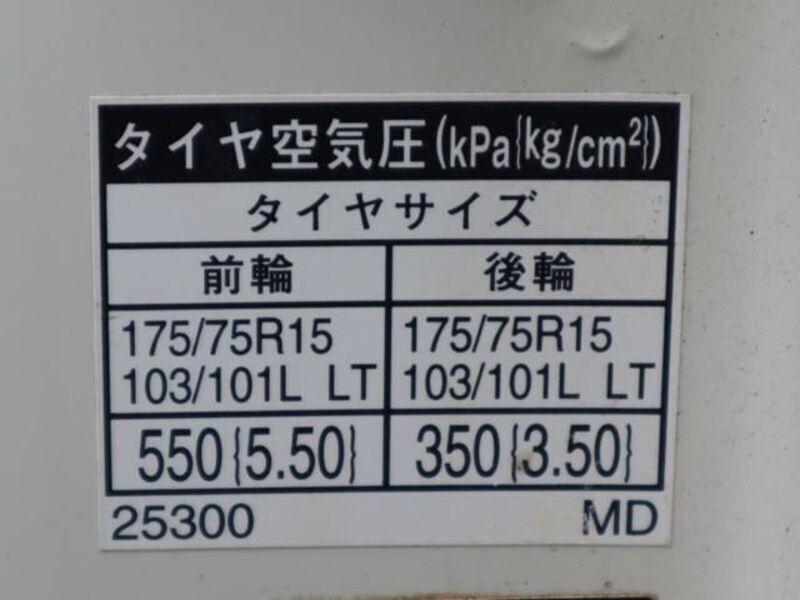 タイヤ空気圧(kPa{kg/cm²})
タイヤサイズ
前輪 後輪
175/75R15 175/75R15
103/101L LT 103/101L LT
550{5.50} 350{3.50}
25300 MD